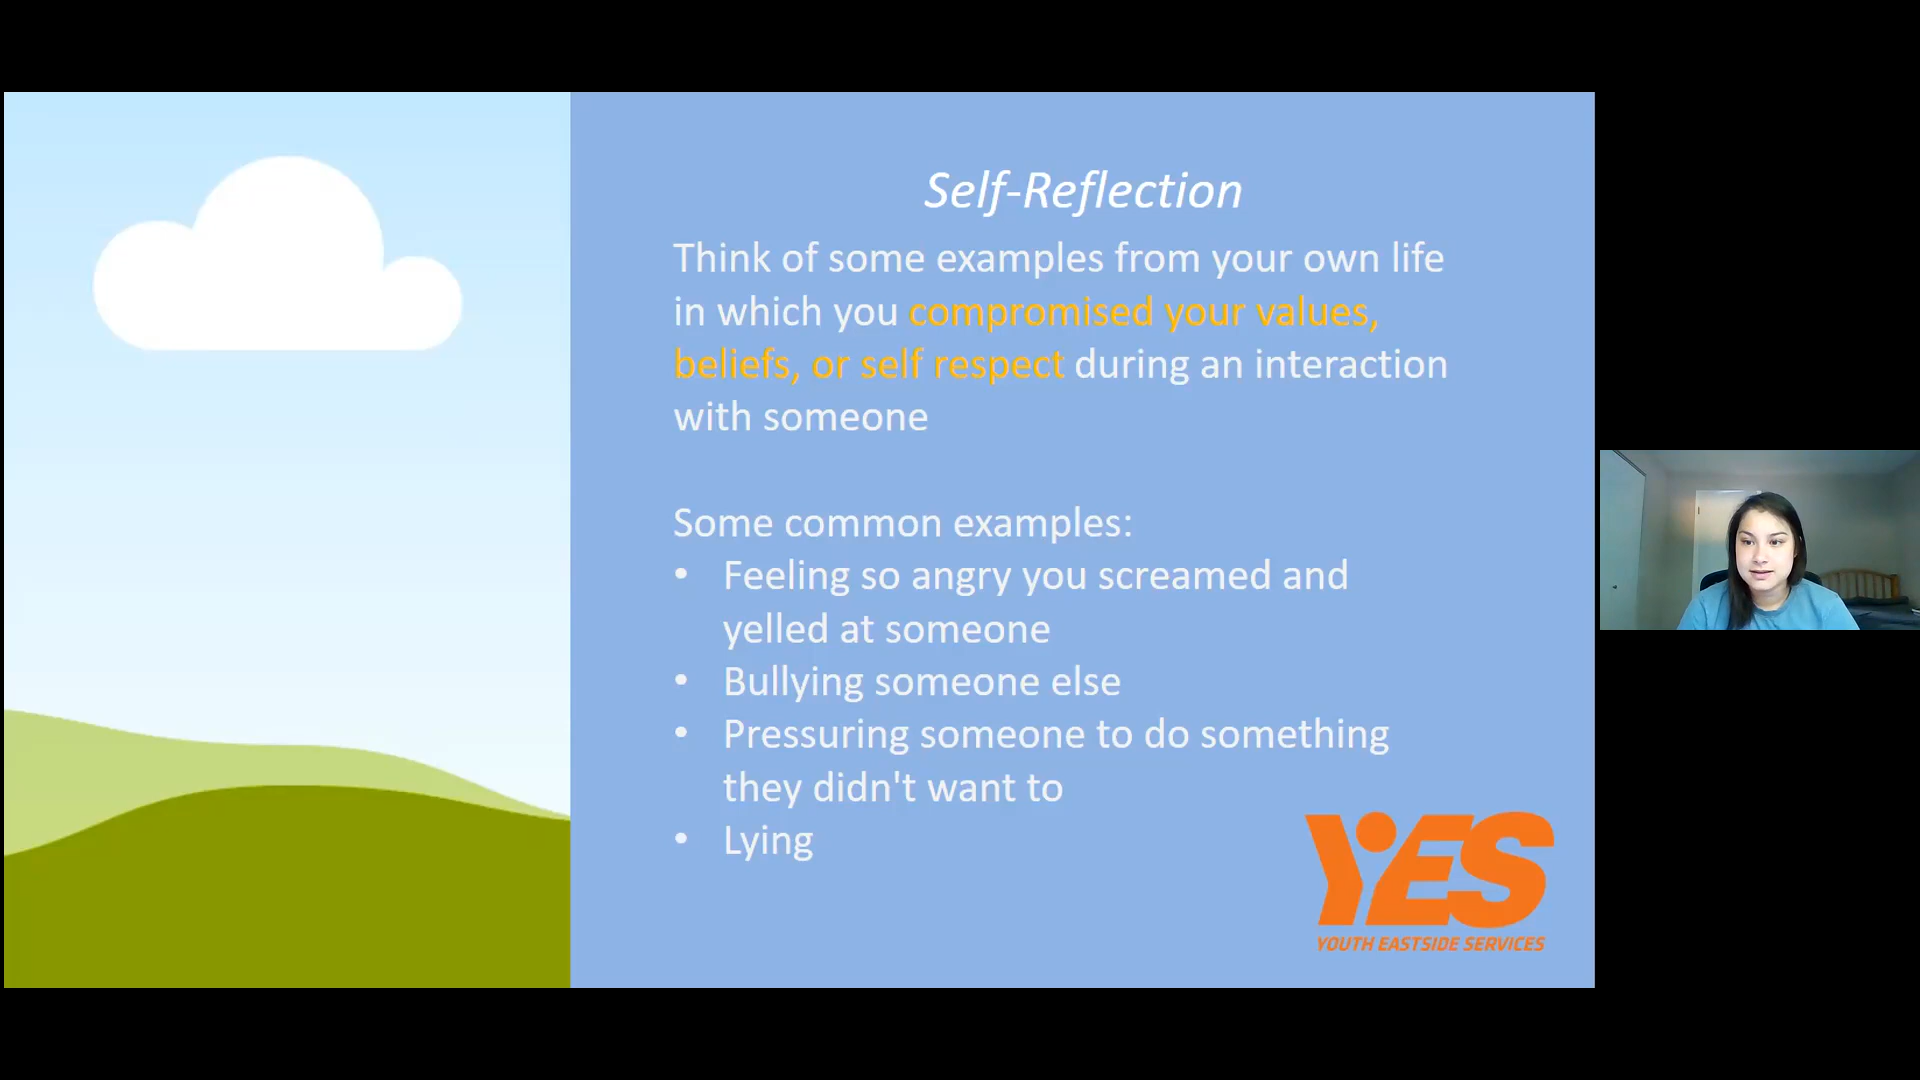 Self-Reflection
Think of some examples from your own life
in which you compromised your values,
beliefs, or self respect during an interaction
with someone
Some common examples:
• Feeling so angry you screamed and
yelled at someone
• Bullying someone else
• Pressuring someone to do something
they didn't want to
• Lying
YES
YOUTH EASTSIDE SERVICES